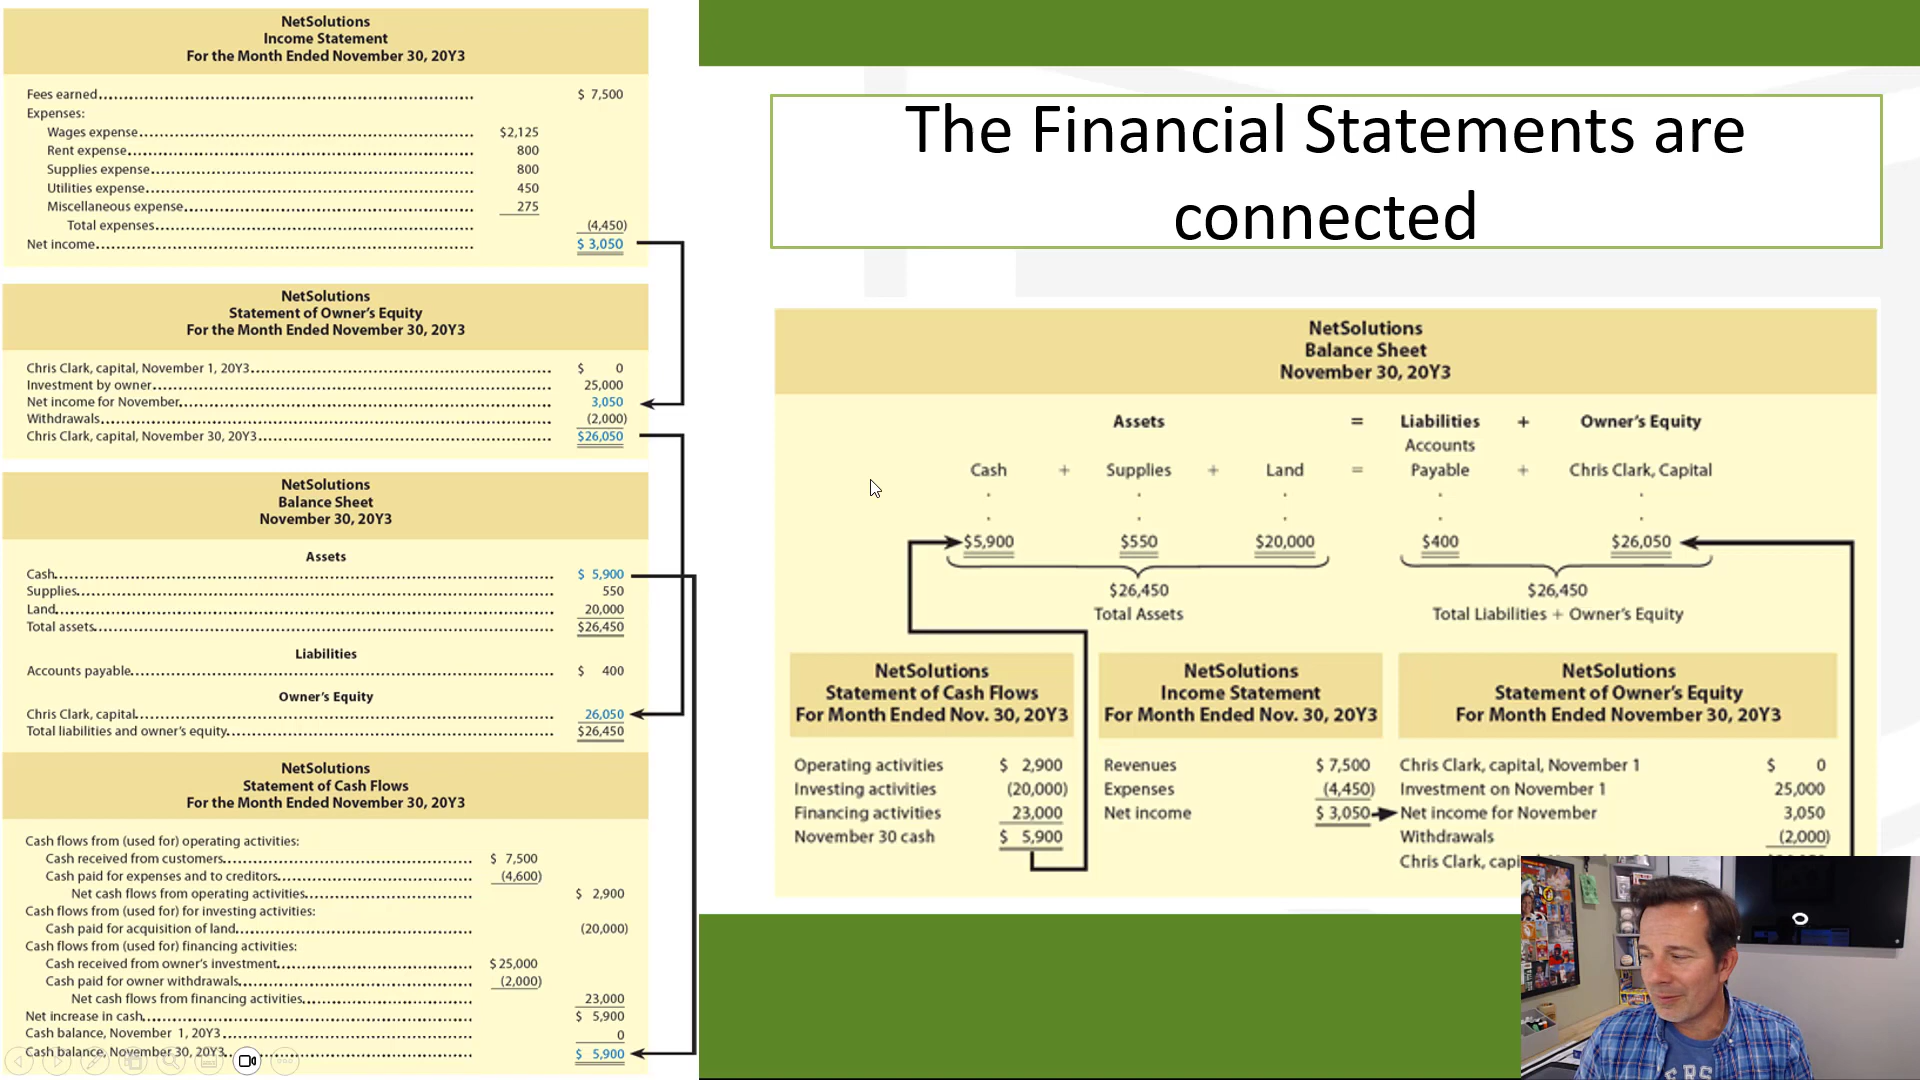 NetSolutions
Income Statement
For the Month Ended November 30, 20Y3
Fees earned $ 7,500
Expenses:
Wages expense $2,125
Rent expense 800
Supplies expense 800
Utilities expense 450
Miscellaneous expense 275
Total expenses (4,450)
Net income $ 3,050
NetSolutions
Statement of Owner's Equity
For the Month Ended November 30, 20Y3
Chris Clark, capital, November 1, 20Y3 $ 0
Investment by owner 25,000
Net income for November 3,050
Withdrawals (2,000)
Chris Clark, capital, November 30, 20Y3 $26,050
NetSolutions
Balance Sheet
November 30, 20Y3
Assets
Cash $ 5,900
Supplies 550
Land 20,000
Total assets $26,450
Liabilities
Accounts payable $ 400
Owner's Equity
Chris Clark, capital 26,050
Total liabilities and owner's equity $26,450
NetSolutions
Statement of Cash Flows
For the Month Ended November 30, 20Y3
Cash flows from (used for) operating activities:
Cash received from customers $ 7,500
Cash paid for expenses and to creditors (4,600)
Net cash flows from operating activities $ 2,900
Cash flows from (used for) for investing activities:
Cash paid for acquisition of land (20,000)
Cash flows from (used for) financing activities:
Cash received from owner's investment $ 25,000
Cash paid for owner withdrawals (2,000)
Net cash flows from financing activities 23,000
Net increase in cash $ 5,900
Cash balance, November 1, 20Y3 0
Cash balance, November 30, 20Y3 $ 5,900
The Financial Statements are
connected
NetSolutions
Balance Sheet
November 30, 20Y3
Assets = Liabilities + Owner's Equity
Accounts
Cash + Supplies + Land = Payable + Chris Clark, Capital
$5,900 $550 $20,000 $400 $26,050
$26,450 $26,450
Total Assets Total Liabilities + Owner's Equity
NetSolutions
Statement of Cash Flows
For Month Ended Nov. 30, 20Y3
Operating activities $ 2,900
Investing activities (20,000)
Financing activities 23,000
November 30 cash $ 5,900
NetSolutions
Income Statement
For Month Ended Nov. 30, 20Y3
Revenues $ 7,500
Expenses (4,450)
Net income $ 3,050
NetSolutions
Statement of Owner's Equity
For Month Ended November 30, 20Y3
Chris Clark, capital, November 1 $ 0
Investment on November 1 25,000
Net income for November 3,050
Withdrawals (2,000)
Chris Clark,